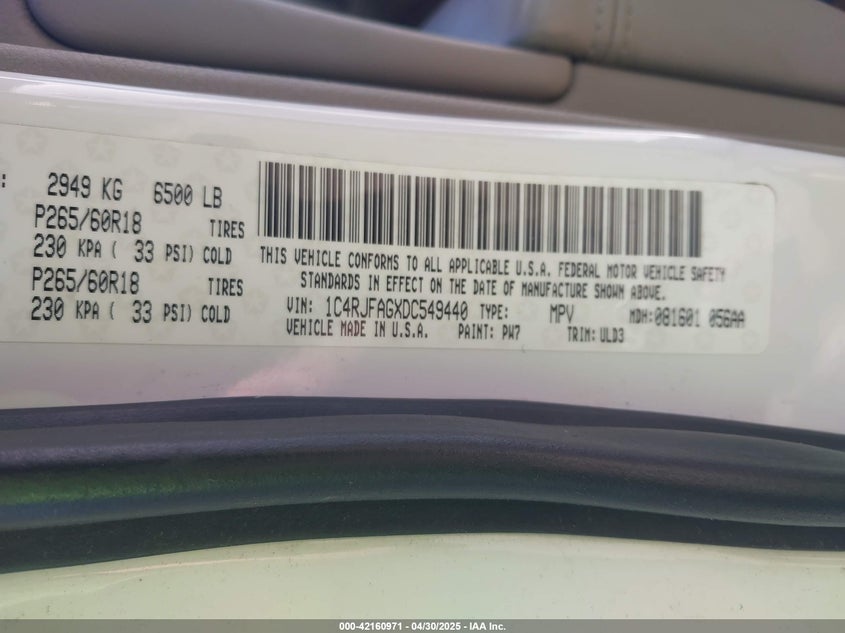 : 2949 KG 6500 LB
P265/60R18 TIRES
230 KPA ( 33 PSI) COLD
P265/60R18 TIRES
230 KPA ( 33 PSI) COLD
THIS VEHICLE CONFORMS TO ALL APPLICABLE U.S.A. FEDERAL MOTOR VEHICLE SAFETY
STANDARDS IN EFFECT ON THE DATE OF MANUFACTURE SHOWN ABOVE.
VIN: 1C4RJFAGXDC549440 TYPE: MPV MDH:081601 056AA
VEHICLE MADE IN U.S.A. PAINT: PW7 TRIM: ULD3
000-42160971 - 04/30/2025 - IAA Inc.